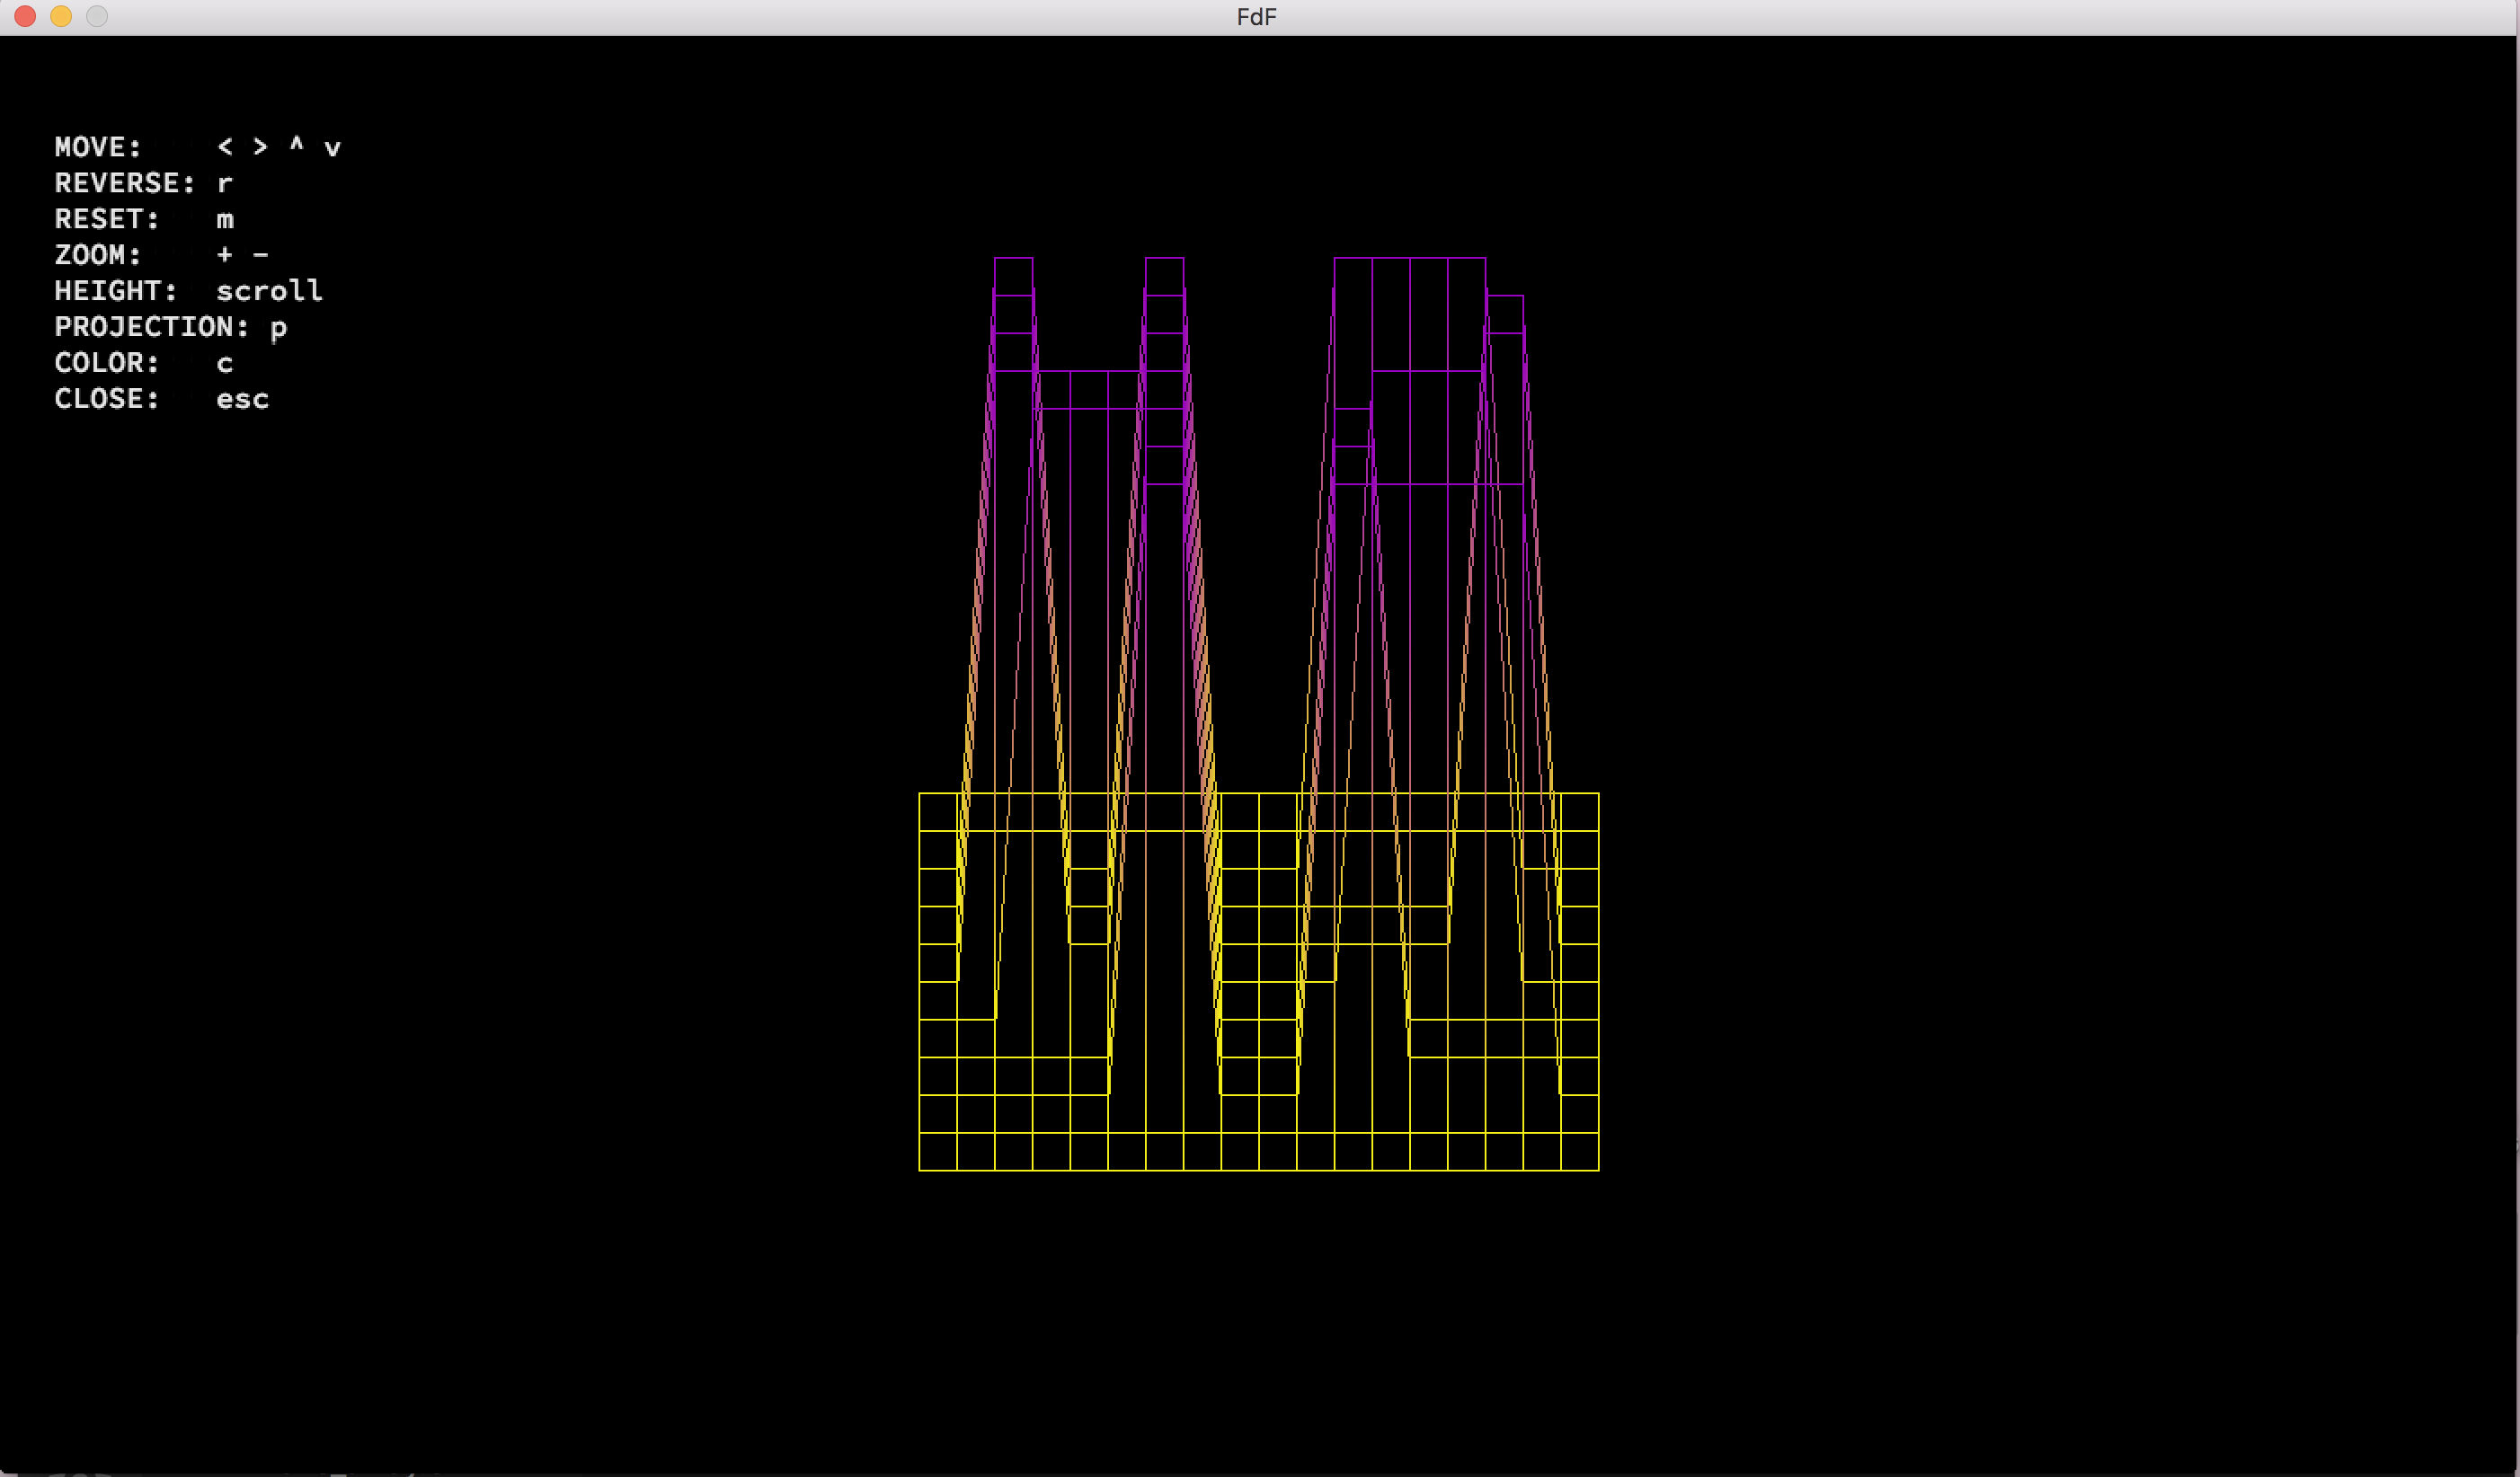 FdF
MOVE: < > ^ v
REVERSE: r
RESET: m
ZOOM: + -
HEIGHT: scroll
PROJECTION: p
COLOR: c
CLOSE: esc